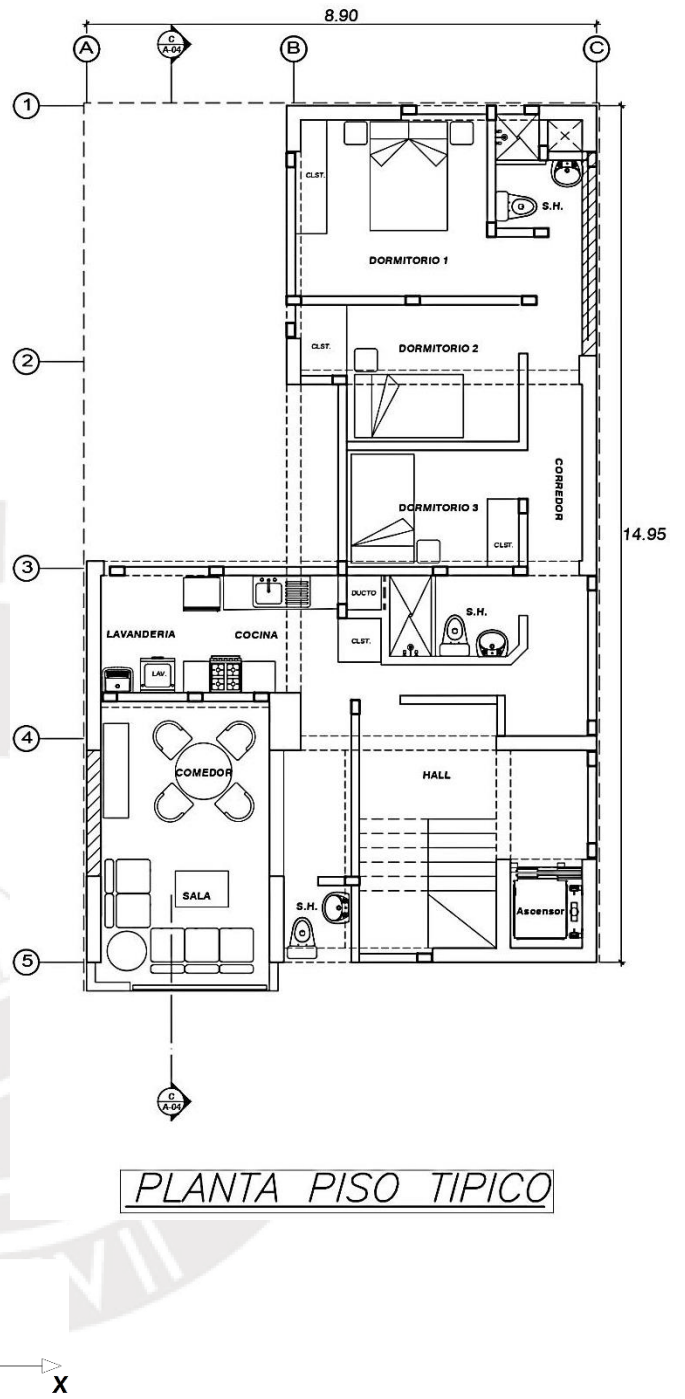 8.90
C
A-04
A
B
C
1
CLST.
S.H.
DORMITORIO 1
2
CLST.
DORMITORIO 2
CORREDOR
DORMITORIO 3
14.95
CLST.
3
DUCTO
S.H.
LAVANDERIA
COCINA
CLST.
LAV.
4
COMEDOR
HALL
SALA
S.H.
Ascensor
5
C
A-04
PLANTA PISO TIPICO
X